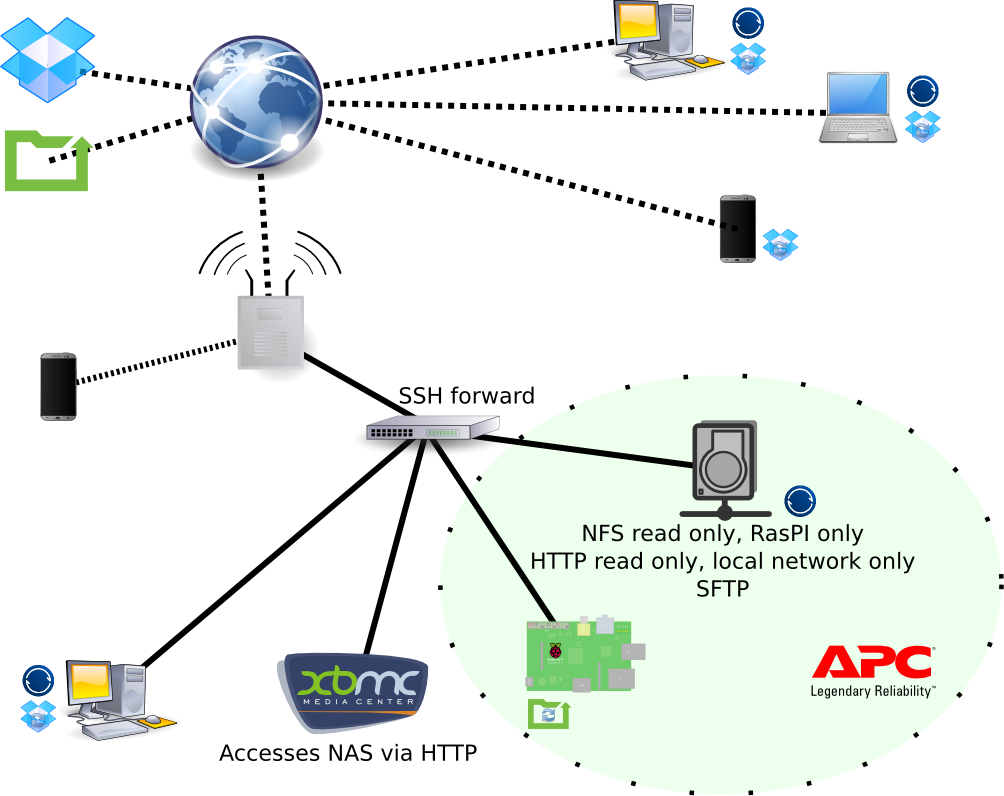 SSH forward
NFS read only, RasPI only
HTTP read only, local network only
SFTP
APC
Legendary Reliability™
xbmc
MEDIA CENTER
Accesses NAS via HTTP